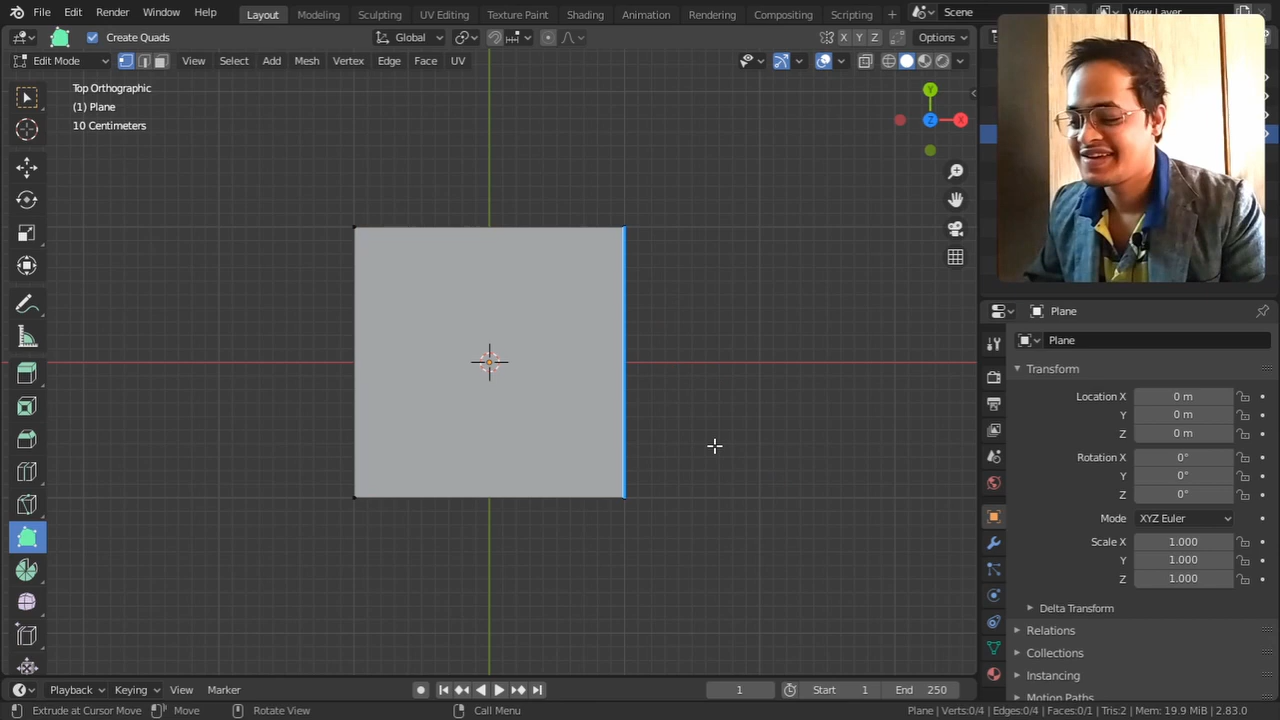 File Edit Render Window Help Layout Modeling Sculpting UV Editing Texture Paint Shading Animation Rendering Compositing Scripting + Scene View Layer
Create Quads Global X Y Z Options
Edit Mode View Select Add Mesh Vertex Edge Face UV
Top Orthographic
(1) Plane
10 Centimeters
Y
Z X
Plane
Plane
Transform
Location X 0 m
Y 0 m
Z 0 m
Rotation X 0°
Y 0°
Z 0°
Mode XYZ Euler
Scale X 1.000
Y 1.000
Z 1.000
Delta Transform
Relations
Collections
Instancing
Motion Paths
Playback Keying View Marker 1 Start 1 End 250
Extrude at Cursor Move Move Rotate View Call Menu Plane | Verts:0/4 | Edges:0/4 | Faces:0/1 | Tris:2 | Mem: 19.9 MiB | 2.83.0